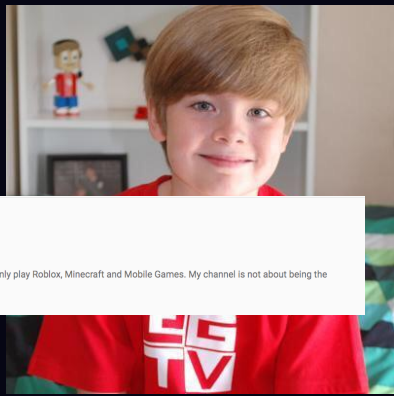 nly play Roblox, Minecraft and Mobile Games. My channel is not about being the
EG
TV